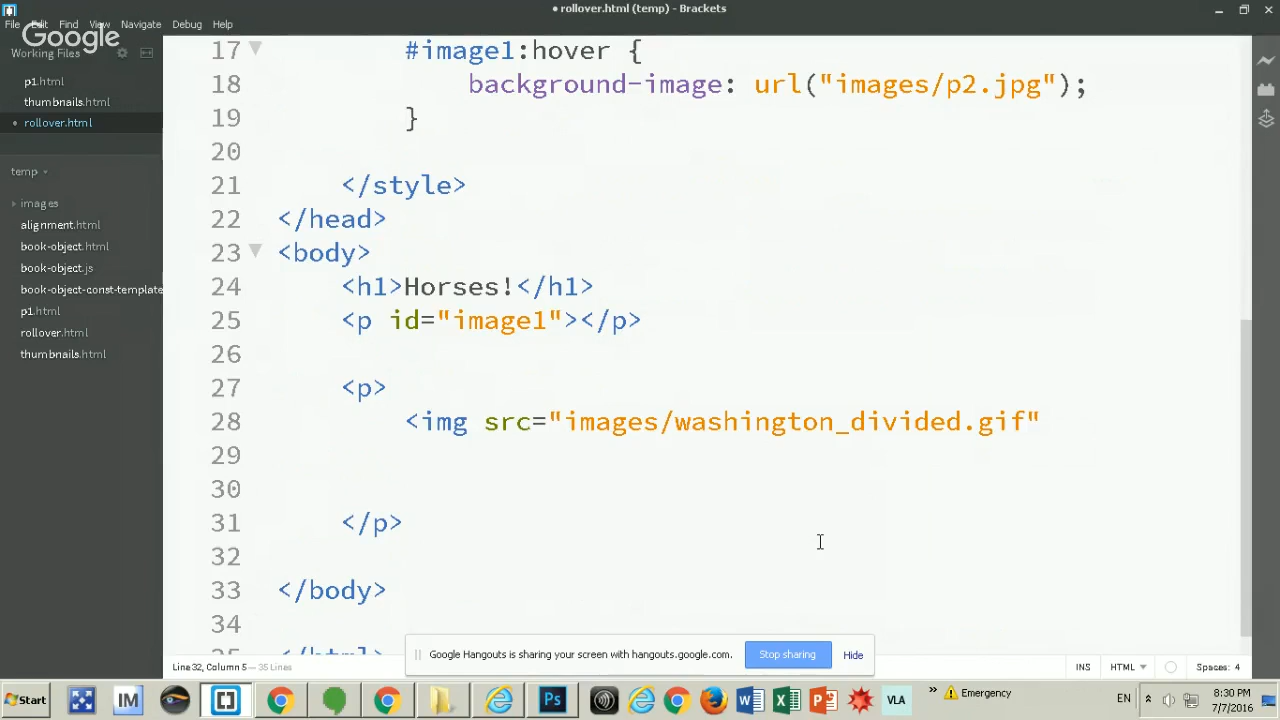 rollover.html (temp) - Brackets
File Edit Find View Navigate Debug Help
Google
Working Files
p1.html
thumbnails.html
rollover.html
temp
images
alignment.html
book-object.html
book-object.js
book-object-const-template
p1.html
rollover.html
thumbnails.html
17 #image1:hover {
18 background-image: url("images/p2.jpg");
19 }
20
21 </style>
22 </head>
23 <body>
24 <h1>Horses!</h1>
25 <p id="image1"></p>
26
27 <p>
28 <img src="images/washington_divided.gif"
29
30
31 </p>
32
33 </body>
34
35 </html>
Google Hangouts is sharing your screen with hangouts.google.com. Stop sharing Hide
Line 32, Column 5 — 35 Lines INS HTML Spaces: 4
Start IM VLA » Emergency EN 8:30 PM
7/7/2016